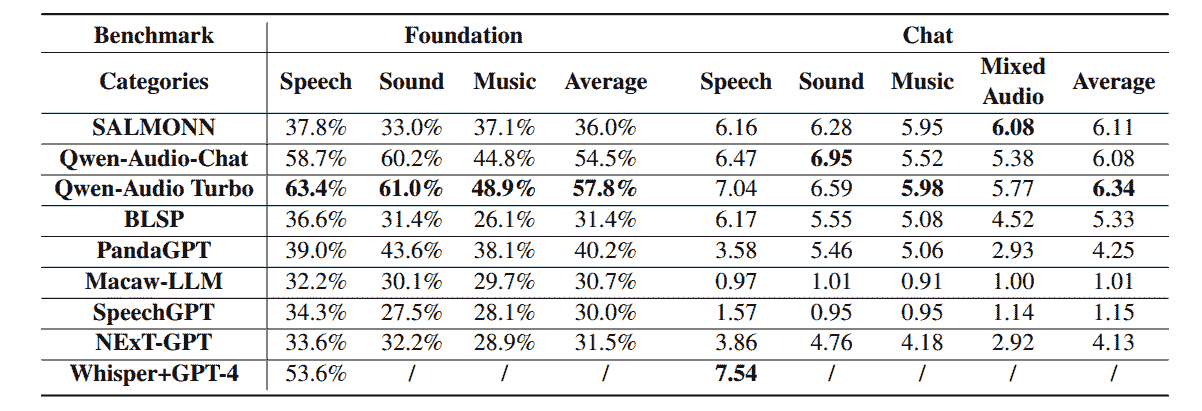 Benchmark Foundation Chat
Categories Speech Sound Music Average Speech Sound Music Mixed Audio Average
SALMONN 37.8% 33.0% 37.1% 36.0% 6.16 6.28 5.95 6.08 6.11
Qwen-Audio-Chat 58.7% 60.2% 44.8% 54.5% 6.47 6.95 5.52 5.38 6.08
Qwen-Audio Turbo 63.4% 61.0% 48.9% 57.8% 7.04 6.59 5.98 5.77 6.34
BLSP 36.6% 31.4% 26.1% 31.4% 6.17 5.55 5.08 4.52 5.33
PandaGPT 39.0% 43.6% 38.1% 40.2% 3.58 5.46 5.06 2.93 4.25
Macaw-LLM 32.2% 30.1% 29.7% 30.7% 0.97 1.01 0.91 1.00 1.01
SpeechGPT 34.3% 27.5% 28.1% 30.0% 1.57 0.95 0.95 1.14 1.15
NExT-GPT 33.6% 32.2% 28.9% 31.5% 3.86 4.76 4.18 2.92 4.13
Whisper+GPT-4 53.6% / / / 7.54 / / / /